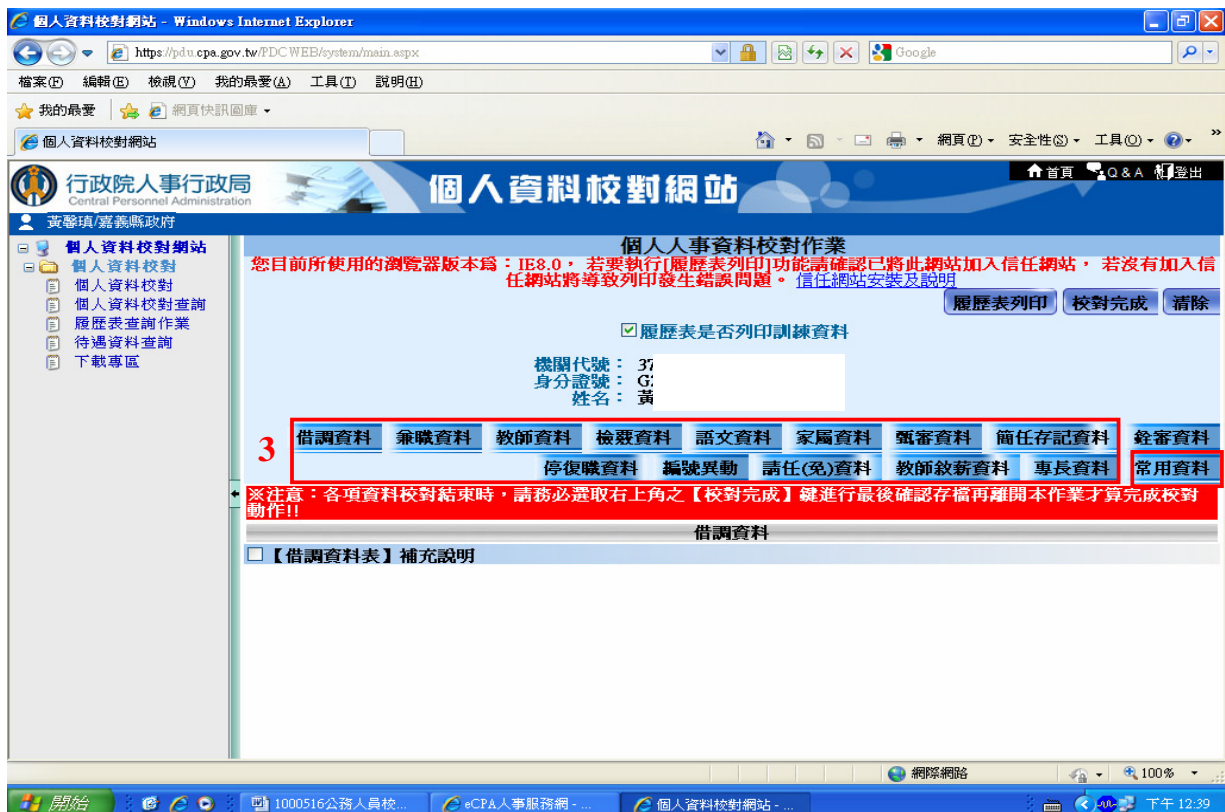 個人資料校對網站 - Windows Internet Explorer
https://pdu.cpa.gov.tw/PDCWEB/system/main.aspx
Google
檔案(F) 編輯(E) 檢視(V) 我的最愛(A) 工具(T) 說明(H)
我的最愛 網頁快訊圖庫
個人資料校對網站
網頁(P) 安全性(S) 工具(O) »
行政院人事行政局
Central Personnel Administration
個人資料校對網站
首頁 Q&A 登出
黃馨瑱/嘉義縣政府
個人資料校對網站
個人資料校對
個人資料校對
個人資料校對查詢
履歷表查詢作業
待遇資料查詢
下載專區
個人人事資料校對作業
您目前所使用的瀏覽器版本為：IE8.0， 若要執行[履歷表列印]功能請確認已將此網站加入信任網站， 若沒有加入信
任網站將導致列印發生錯誤問題。 信任網站安裝及說明
履歷表列印 校對完成 清除
履歷表是否列印訓練資料
機關代號： 37
身分證號： G2
姓名： 黃
3
借調資料 兼職資料 教師資料 檢覈資料 語文資料 家屬資料 甄審資料 簡任存記資料 銓審資料
停復職資料 編號異動 請任(免)資料 教師敘薪資料 專長資料 常用資料
※注意：各項資料校對結束時，請務必選取右上角之【校對完成】鍵進行最後確認存檔再離開本作業才算完成校對
動作!!
借調資料
【借調資料表】補充說明
網際網路 100%
開始 1000516公務人員校... eCPA人事服務網 - ... 個人資料校對網站 - ... 下午 12:39